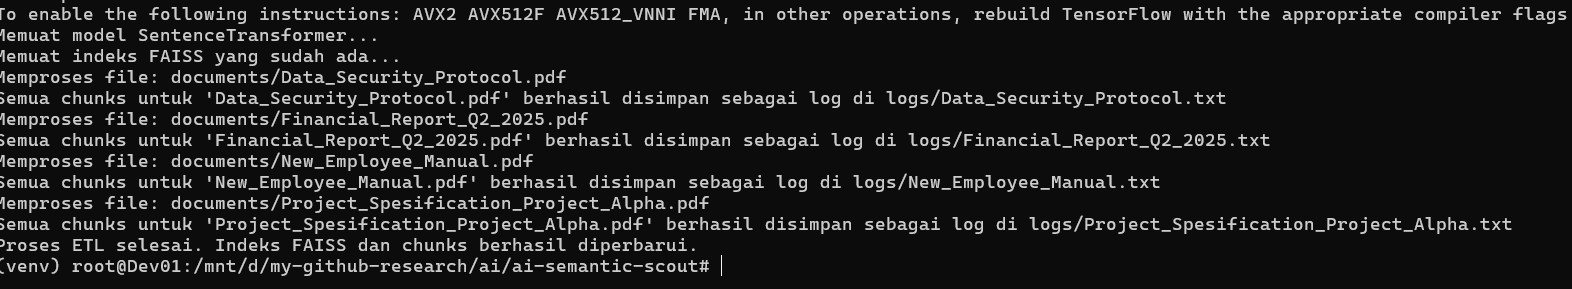 To enable the following instructions: AVX2 AVX512F AVX512_VNNI FMA, in other operations, rebuild TensorFlow with the appropriate compiler flags
Memuat model SentenceTransformer...
Memuat indeks FAISS yang sudah ada...
Memproses file: documents/Data_Security_Protocol.pdf
Semua chunks untuk 'Data_Security_Protocol.pdf' berhasil disimpan sebagai log di logs/Data_Security_Protocol.txt
Memproses file: documents/Financial_Report_Q2_2025.pdf
Semua chunks untuk 'Financial_Report_Q2_2025.pdf' berhasil disimpan sebagai log di logs/Financial_Report_Q2_2025.txt
Memproses file: documents/New_Employee_Manual.pdf
Semua chunks untuk 'New_Employee_Manual.pdf' berhasil disimpan sebagai log di logs/New_Employee_Manual.txt
Memproses file: documents/Project_Spesification_Project_Alpha.pdf
Semua chunks untuk 'Project_Spesification_Project_Alpha.pdf' berhasil disimpan sebagai log di logs/Project_Spesification_Project_Alpha.txt
Proses ETL selesai. Indeks FAISS dan chunks berhasil diperbarui.
(venv) root@Dev01:/mnt/d/my-github-research/ai/ai-semantic-scout#